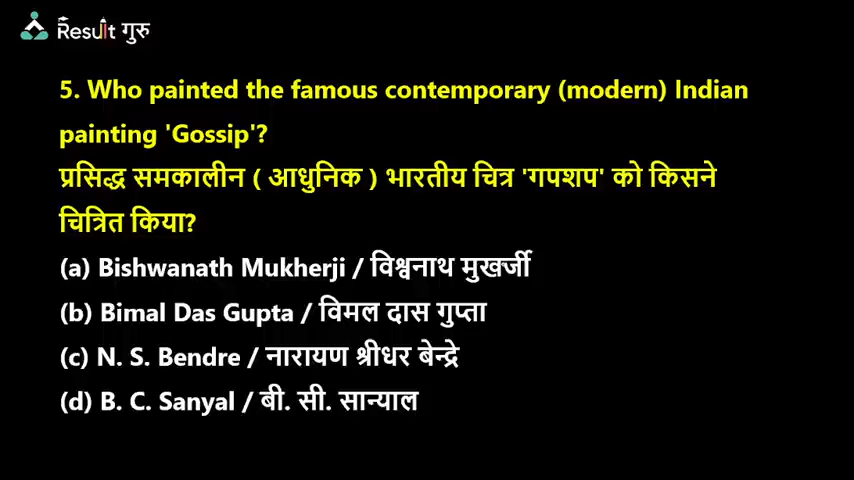 Result गुरु
5. Who painted the famous contemporary (modern) Indian
painting 'Gossip'?
प्रसिद्ध समकालीन ( आधुनिक ) भारतीय चित्र 'गपशप' को किसने
चित्रित किया?
(a) Bishwanath Mukherji / विश्वनाथ मुखर्जी
(b) Bimal Das Gupta / विमल दास गुप्ता
(c) N. S. Bendre / नारायण श्रीधर बेन्द्रे
(d) B. C. Sanyal / बी. सी. सान्याल